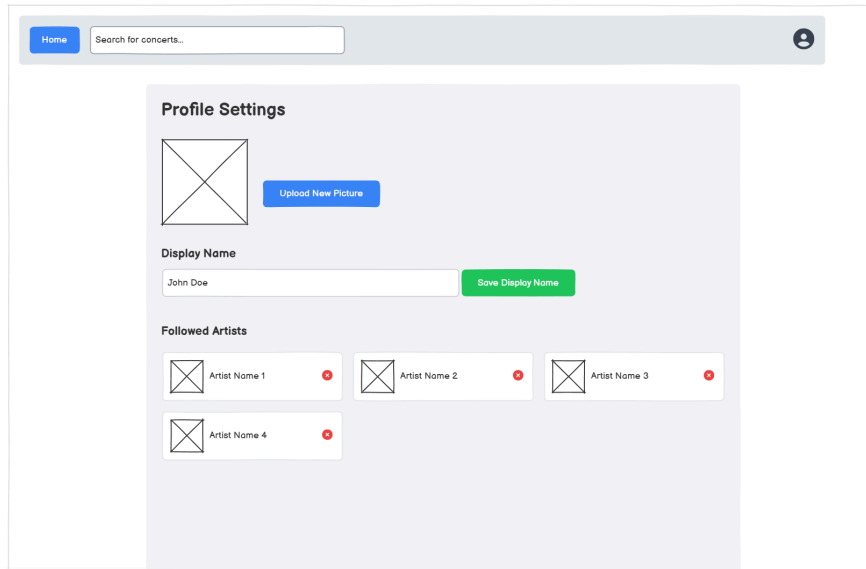 Home
Search for concerts...
Profile Settings
Upload New Picture
Display Name
John Doe
Save Display Name
Followed Artists
Artist Name 1
Artist Name 2
Artist Name 3
Artist Name 4